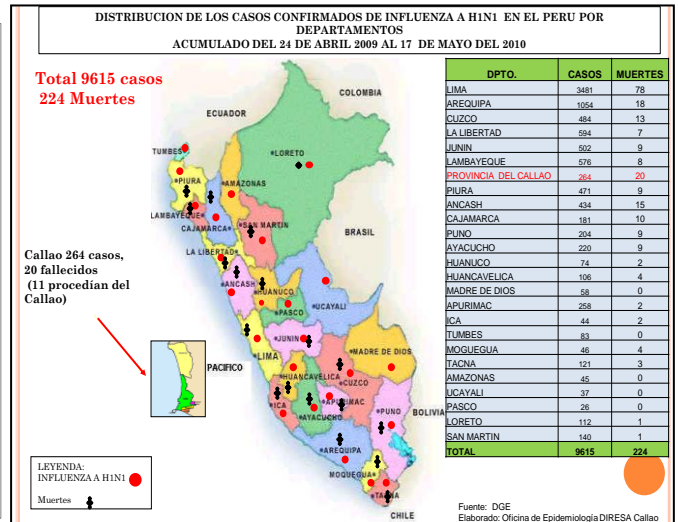 DISTRIBUCION DE LOS CASOS CONFIRMADOS DE INFLUENZA A H1N1 EN EL PERU POR
DEPARTAMENTOS
ACUMULADO DEL 24 DE ABRIL 2009 AL 17 DE MAYO DEL 2010
Total 9615 casos
224 Muertes
Callao 264 casos,
20 fallecidos
(11 procedían del
Callao)
COLOMBIA
ECUADOR
TUMBES
LORETO
PIURA
AMAZONAS
LAMBAYEQUE
SAN MARTIN
CAJAMARCA
BRASIL
LA LIBERTAD
ANCASH
HUANUCO
UCAYALI
PASCO
JUNIN
LIMA
MADRE DE DIOS
PACIFICO
HUANCAVELICA
CUZCO
ICA
APURIMAC
AYACUCHO
PUNO
BOLIVIA
AREQUIPA
MOQUEGUA
TACNA
CHILE
LEYENDA:
INFLUENZA A H1N1
Muertes
DPTO. CASOS MUERTES
LIMA 3481 78
AREQUIPA 1054 18
CUZCO 484 13
LA LIBERTAD 594 7
JUNIN 502 9
LAMBAYEQUE 576 8
PROVINCIA DEL CALLAO 264 20
PIURA 471 9
ANCASH 434 15
CAJAMARCA 181 10
PUNO 204 9
AYACUCHO 220 9
HUANUCO 74 2
HUANCAVELICA 106 4
MADRE DE DIOS 58 0
APURIMAC 258 2
ICA 44 2
TUMBES 83 0
MOGUEGUA 46 4
TACNA 121 3
AMAZONAS 45 0
UCAYALI 37 0
PASCO 26 0
LORETO 112 1
SAN MARTIN 140 1
TOTAL 9615 224
Fuente: DGE
Elaborado: Oficina de Epidemiología DIRESA Callao